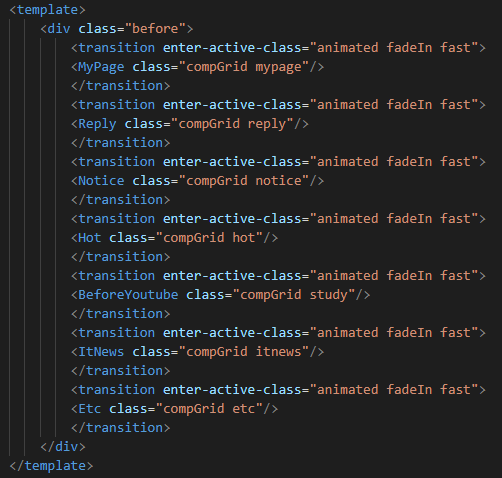 <template>
<div class="before">
<transition enter-active-class="animated fadeIn fast">
<MyPage class="compGrid mypage"/>
</transition>
<transition enter-active-class="animated fadeIn fast">
<Reply class="compGrid reply"/>
</transition>
<transition enter-active-class="animated fadeIn fast">
<Notice class="compGrid notice"/>
</transition>
<transition enter-active-class="animated fadeIn fast">
<Hot class="compGrid hot"/>
</transition>
<transition enter-active-class="animated fadeIn fast">
<BeforeYoutube class="compGrid study"/>
</transition>
<transition enter-active-class="animated fadeIn fast">
<ItNews class="compGrid itnews"/>
</transition>
<transition enter-active-class="animated fadeIn fast">
<Etc class="compGrid etc"/>
</transition>
</div>
</template>